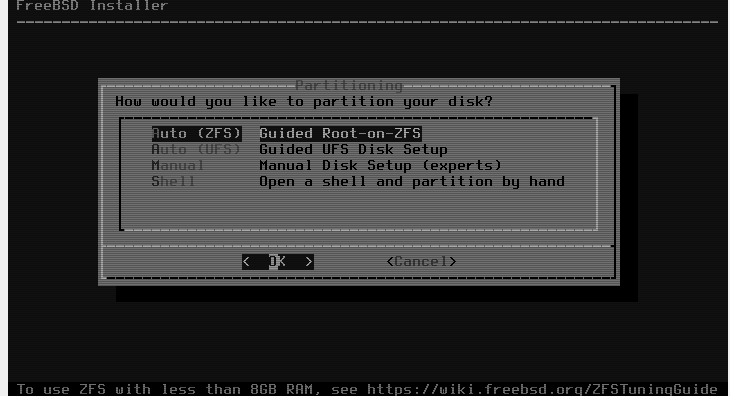 FreeBSD Installer
Partitioning
How would you like to partition your disk?
Auto (ZFS) Guided Root-on-ZFS
Auto (UFS) Guided UFS Disk Setup
Manual Manual Disk Setup (experts)
Shell Open a shell and partition by hand
< OK > <Cancel>
To use ZFS with less than 8GB RAM, see https://wiki.freebsd.org/ZFSTuningGuide